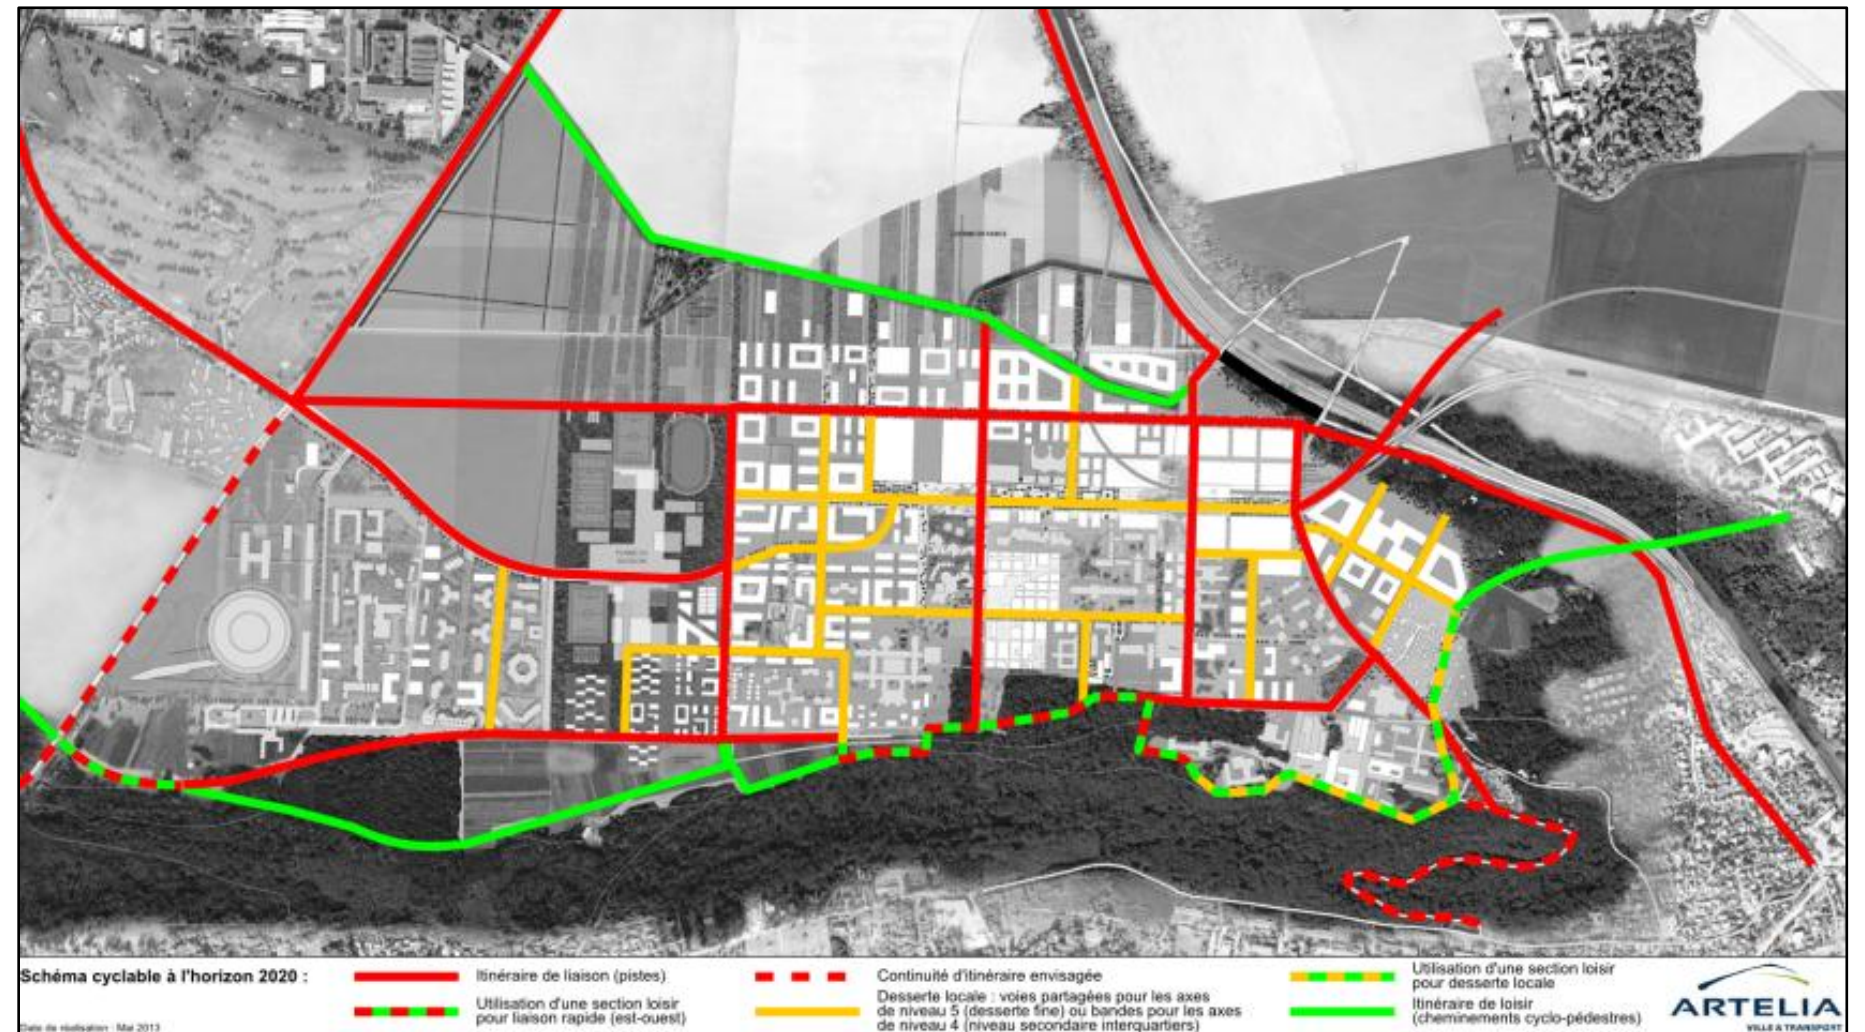 Schéma cyclable à l'horizon 2020 :
Itinéraire de liaison (pistes)
Utilisation d'une section loisir
pour liaison rapide (est-ouest)
Continuité d'itinéraire envisagée
Desserte locale : voies partagées pour les axes
de niveau 5 (desserte fine) ou bandes pour les axes
de niveau 4 (niveau secondaire interquartiers)
Utilisation d'une section loisir
pour desserte locale
Itinéraire de loisir
(cheminements cyclo-pédestres)
Date de réalisation : Mai 2013
ARTELIA
VILLE & TRANSPORT